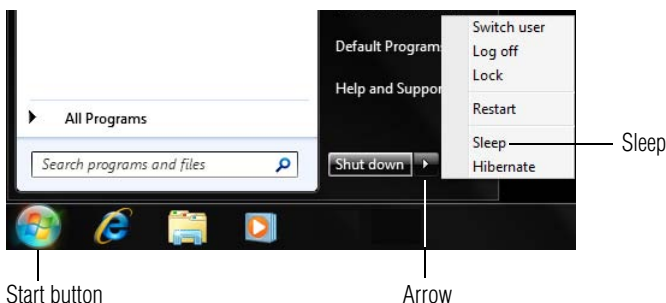 Switch user
Default Program
Log off
Lock
Help and Suppor
Restart
All Programs
Sleep
Sleep
Search programs and files
Shut down
Hibernate
Start button
Arrow